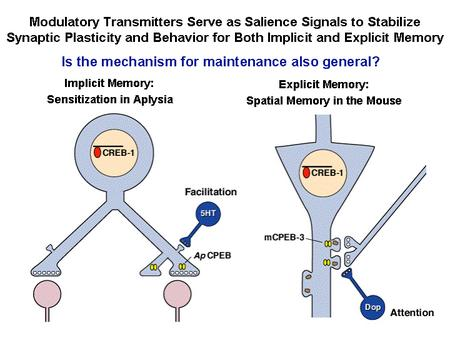 Modulatory Transmitters Serve as Salience Signals to Stabilize
Synaptic Plasticity and Behavior for Both Implicit and Explicit Memory
Is the mechanism for maintenance also general?
Implicit Memory:
Sensitization in Aplysia
Explicit Memory:
Spatial Memory in the Mouse
CREB-1
Facilitation
5HT
Ap CPEB
CREB-1
mCPEB-3
Dop
Attention